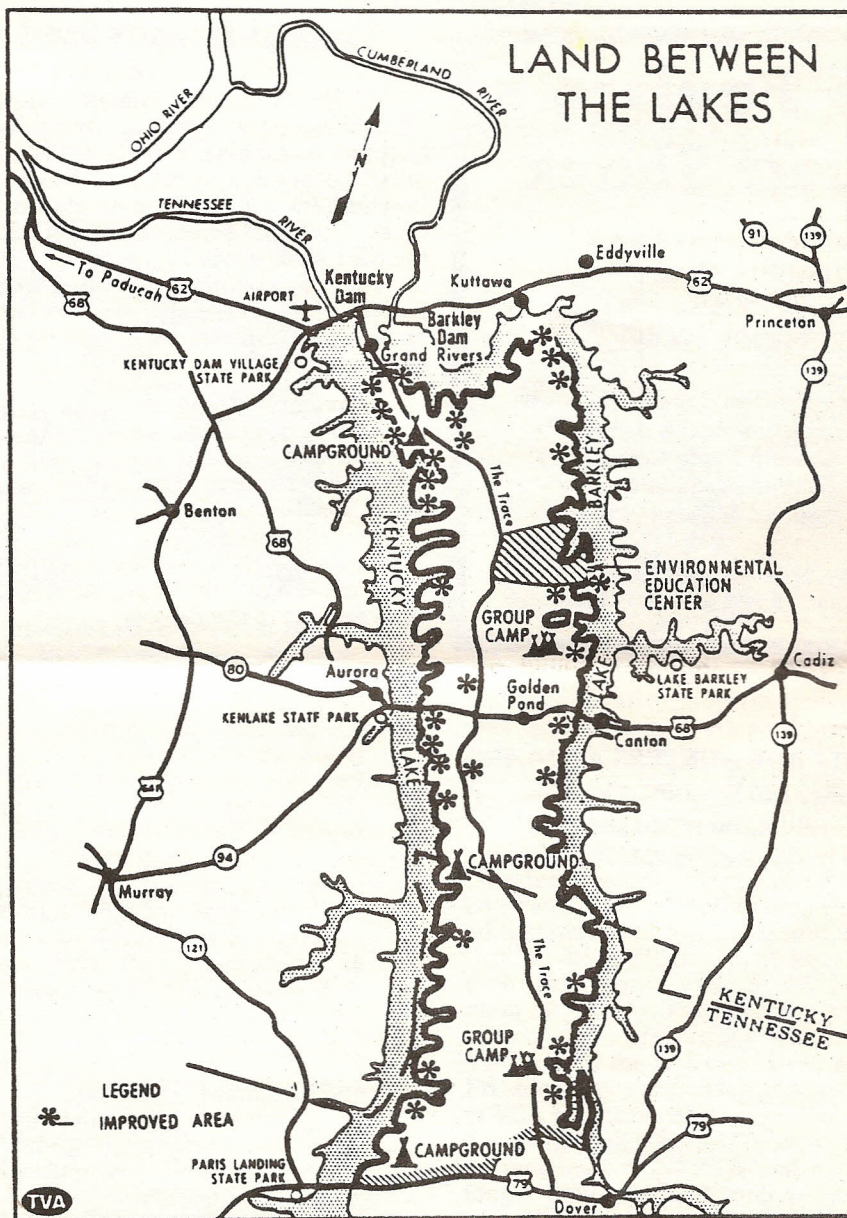 LAND BETWEEN
THE LAKES
CUMBERLAND
RIVER
OHIO RIVER
N
TENNESSEE
RIVER
91
139
Eddyville
To Paducah
62
68
AIRPORT
Kentucky
Dam
Kuttawa
62
Barkley
Dam
Princeton
Grand Rivers
KENTUCKY DAM VILLAGE
STATE PARK
139
CAMPGROUND
BARKLEY
The Trace
Benton
KENTUCKY
68
ENVIRONMENTAL
EDUCATION
CENTER
GROUP
CAMP
80
Aurora
LAKE
Golden
Pond
LAKE BARKLEY
STATE PARK
Cadiz
KENLAKE STATF PARK
Canton
68
139
LAKE
94
CAMPGROUND
Murray
121
The Trace
KENTUCKY
TENNESSEE
GROUP
CAMP
139
LEGEND
IMPROVED AREA
79
CAMPGROUND
PARIS LANDING
STATE PARK
79
TVA
Dover